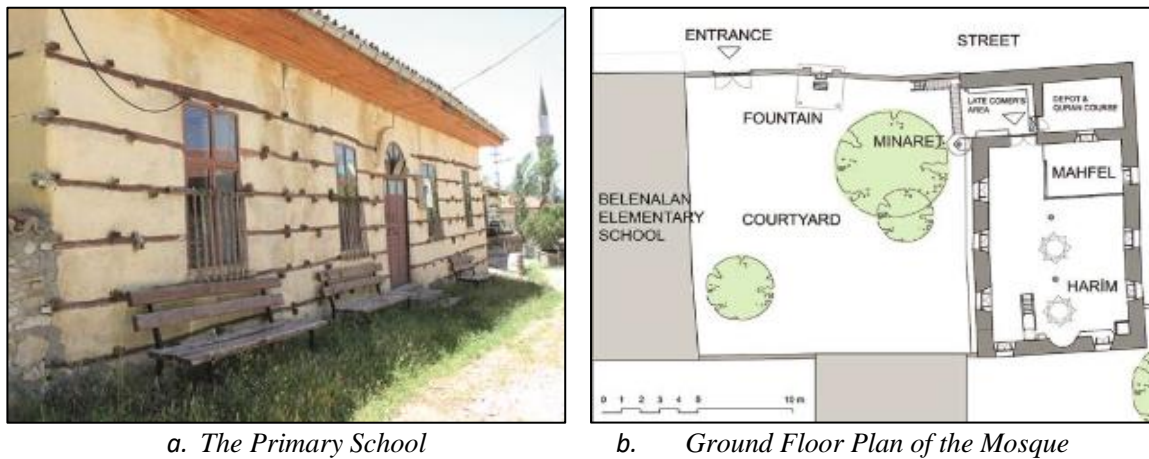 ENTRANCE
STREET
LATE COMER'S
AREA
DEPOT &
QURAN COURSE
FOUNTAIN
MINARET
MAHFEL
BELENALAN
ELEMENTARY
SCHOOL
COURTYARD
HARİM
0 1 2 3 4 5 10 m
a. The Primary School
b. Ground Floor Plan of the Mosque